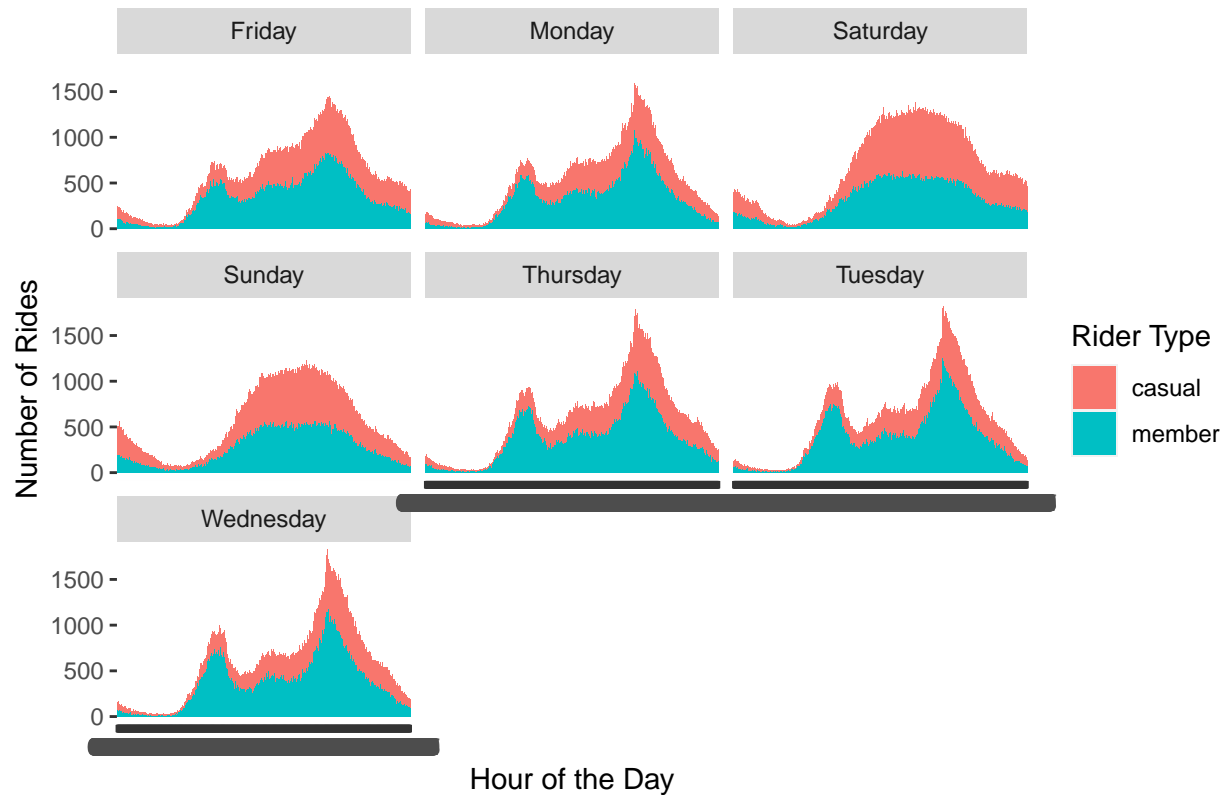 Friday Monday Saturday
1500
1000
500
0
Sunday Thursday Tuesday
1500
1000
500
0
Wednesday
1500
1000
500
0
Number of Rides
Hour of the Day
Rider Type
casual
member